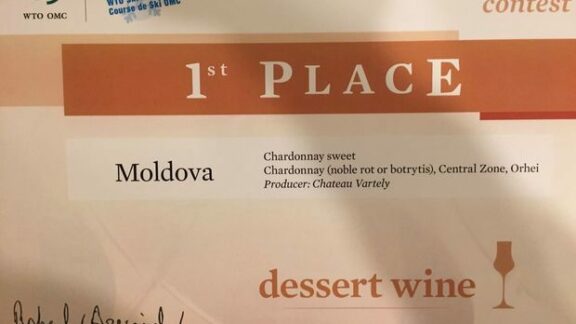 contest
WTO OMC
Course de Ski OMC
1st PLACE
Moldova
Chardonnay sweet
Chardonnay (noble rot or botrytis), Central Zone, Orhei
Producer: Chateau Vartely
dessert wine